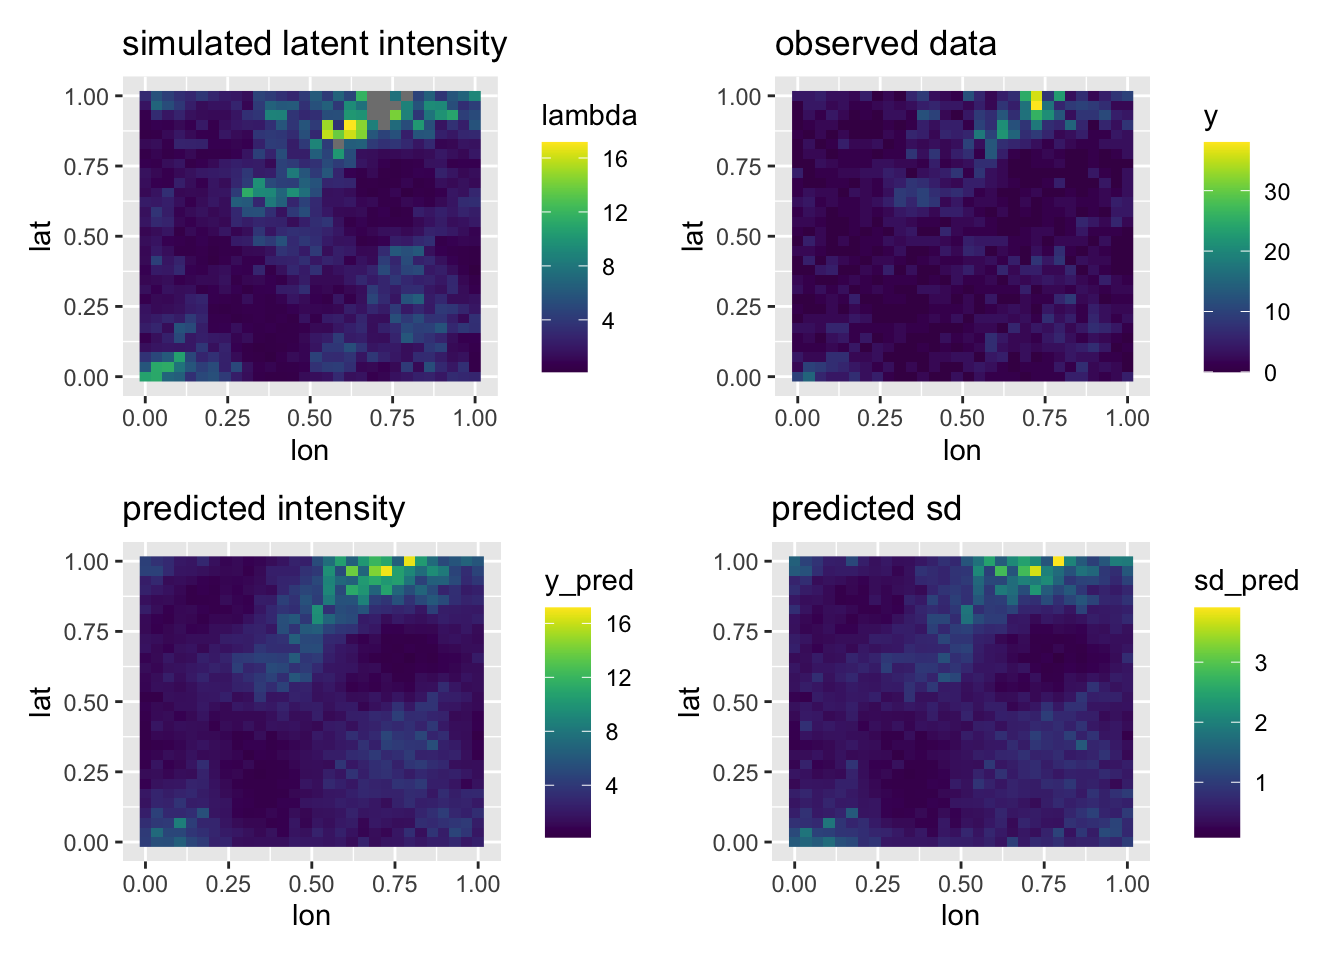 simulated latent intensity
lat
1.00
0.75
0.50
0.25
0.00
0.00 0.25 0.50 0.75 1.00
lon
lambda
16
12
8
4
observed data
lat
1.00
0.75
0.50
0.25
0.00
0.00 0.25 0.50 0.75 1.00
lon
y
30
20
10
0
predicted intensity
lat
1.00
0.75
0.50
0.25
0.00
0.00 0.25 0.50 0.75 1.00
lon
y_pred
16
12
8
4
predicted sd
lat
1.00
0.75
0.50
0.25
0.00
0.00 0.25 0.50 0.75 1.00
lon
sd_pred
3
2
1